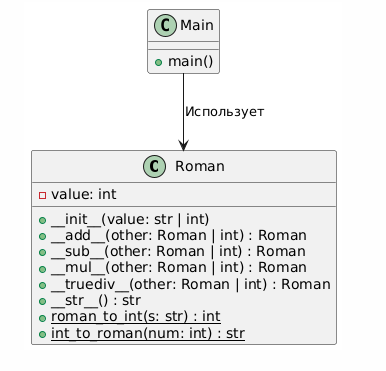 C Main
main()
Использует
C Roman
value: int
__init__(value: str | int)
__add__(other: Roman | int) : Roman
__sub__(other: Roman | int) : Roman
__mul__(other: Roman | int) : Roman
__truediv__(other: Roman | int) : Roman
__str__() : str
roman_to_int(s: str) : int
int_to_roman(num: int) : str